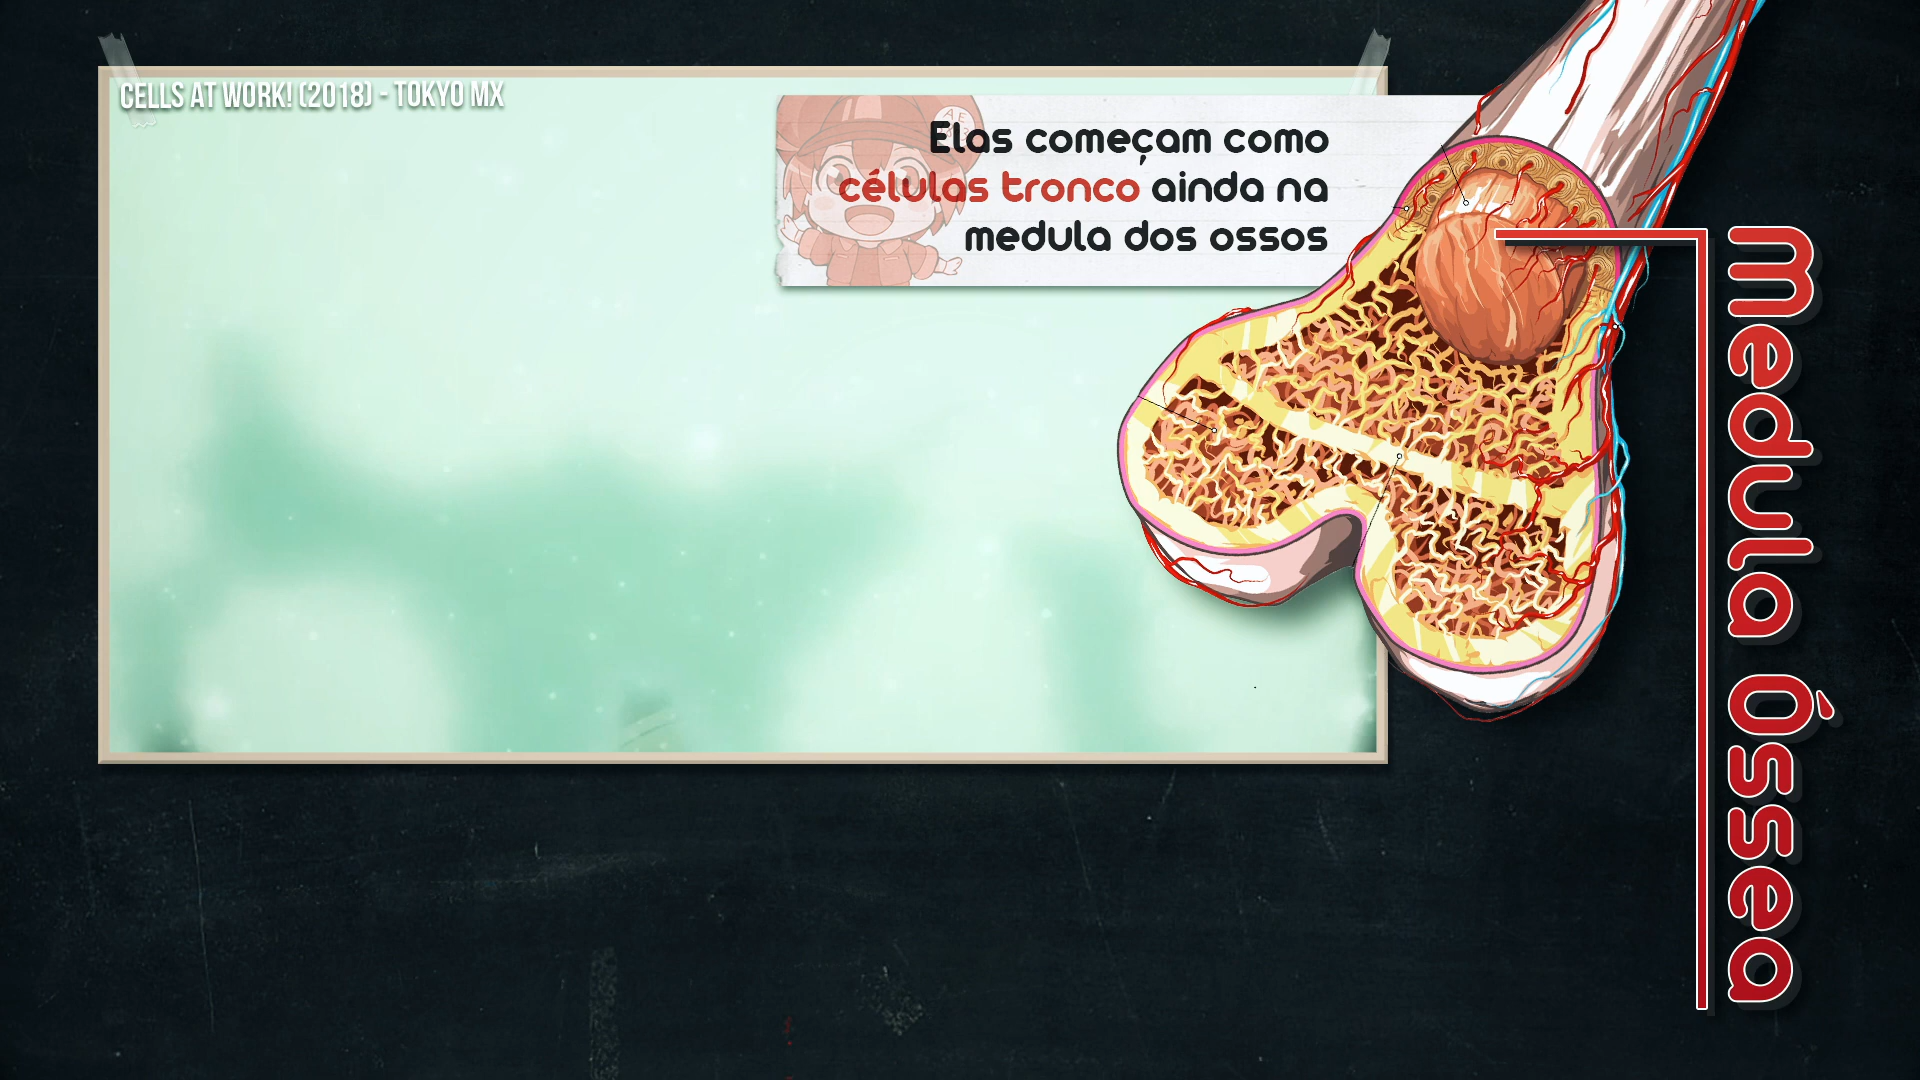 CELLS AT WORK! (2018) - TOKYO MX
Elas começam como
células tronco ainda na
medula dos ossos
Medula Óssea